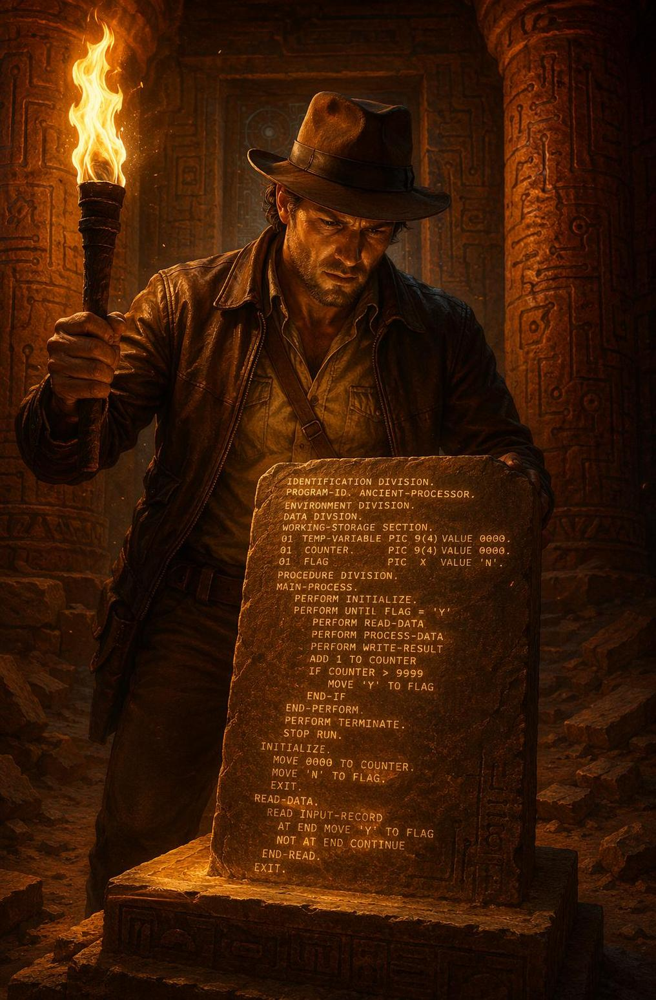 IDENTIFICATION DIVISION.
PROGRAM-ID. ANCIENT-PROCESSOR.
ENVIRONMENT DIVISION.
DATA DIVSION.
WORKING-STORAGE SECTION.
01 TEMP-VARIABLE PIC 9(4) VALUE 0000.
01 COUNTER. PIC 9(4) VALUE 0000.
01 FLAG PIC X VALUE 'N'.
PROCEDURE DIVISION.
MAIN-PROCESS.
PERFORM INITIALIZE.
PERFORM UNTIL FLAG = 'Y'
PERFORM READ-DATA
PERFORM PROCESS-DATA
PERFORM WRITE-RESULT
ADD 1 TO COUNTER
IF COUNTER > 9999
MOVE 'Y' TO FLAG
END-IF
END-PERFORM.
PERFORM TERMINATE.
STOP RUN.
INITIALIZE.
MOVE 0000 TO COUNTER.
MOVE 'N' TO FLAG.
EXIT.
READ-DATA.
READ INPUT-RECORD
AT END MOVE 'Y' TO FLAG
NOT AT END CONTINUE
END-READ.
EXIT.